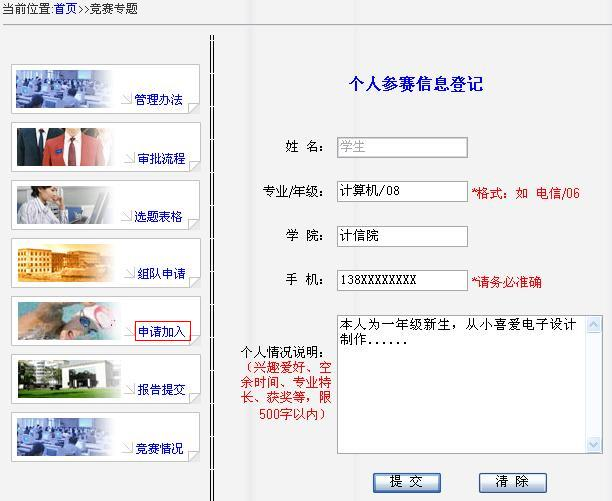 当前位置:首页>>竞赛专题
管理办法
审批流程
选题表格
组队申请
申请加入
报告提交
竞赛情况
个人参赛信息登记
姓 名： 学生
专业/年级： 计算机/08 *格式：如 电信/06
学 院： 计信院
手 机： 138XXXXXXXX *请务必准确
个人情况说明：
（兴趣爱好、空
余时间、专业特
长、获奖等，限
500字以内）
本人为一年级新生，从小喜爱电子设计
制作......
提 交 清 除